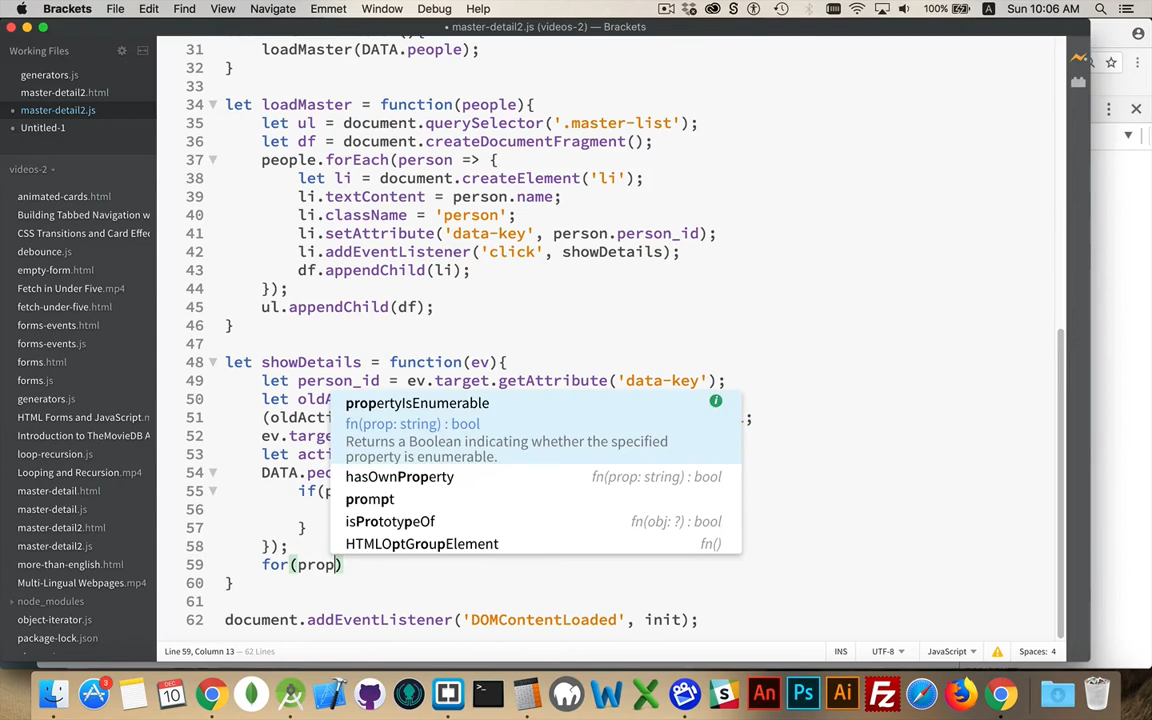 Brackets File Edit Find View Navigate Emmet Window Debug Help 100% Sun 10:06 AM
• master-detail2.js (videos-2) — Brackets
Working Files
generators.js
master-detail2.html
master-detail2.js
Untitled-1
videos-2
animated-cards.html
Building Tabbed Navigation w
CSS Transitions and Card Effec
debounce.js
empty-form.html
Fetch in Under Five.mp4
fetch-under-five.html
forms-events.html
forms-events.js
forms.html
forms.js
generators.js
HTML Forms and JavaScript.m
Introduction to TheMovieDB A
loop-recursion.js
Looping and Recursion.mp4
master-detail.html
master-detail.js
master-detail2.html
master-detail2.js
more-than-english.html
Multi-Lingual Webpages.mp4
node_modules
object-iterator.js
package-lock.json
31 loadMaster(DATA.people);
32 }
33
34 let loadMaster = function(people){
35 let ul = document.querySelector('.master-list');
36 let df = document.createDocumentFragment();
37 people.forEach(person => {
38 let li = document.createElement('li');
39 li.textContent = person.name;
40 li.className = 'person';
41 li.setAttribute('data-key', person.person_id);
42 li.addEventListener('click', showDetails);
43 df.appendChild(li);
44 });
45 ul.appendChild(df);
46 }
47
48 let showDetails = function(ev){
49 let person_id = ev.target.getAttribute('data-key');
50 let oldA
51 (oldActi ;
52 ev.targe
53 let acti
54 DATA.peo
55 if(p
56
57 }
58 });
59 for(prop)
60 }
61
62 document.addEventListener('DOMContentLoaded', init);
propertyIsEnumerable
fn(prop: string) : bool
Returns a Boolean indicating whether the specified
property is enumerable.
hasOwnProperty fn(prop: string) : bool
prompt
isPrototypeOf fn(obj: ?) : bool
HTMLOptGroupElement fn()
Line 59, Column 13 — 62 Lines INS UTF-8 JavaScript Spaces: 4
3
DEC
10
An Ps Ai Fz